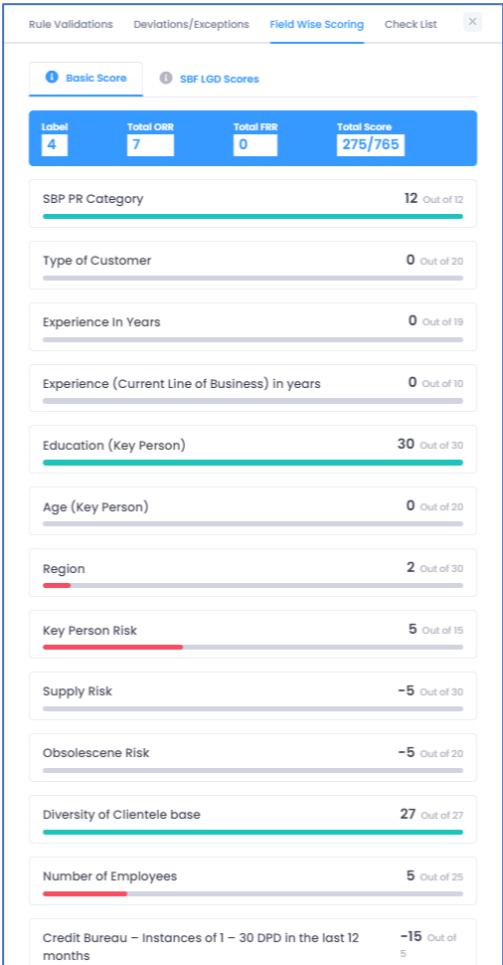 Rule Validations Deviations/Exceptions Field Wise Scoring Check List ×
Basic Score SBF LGD Scores
Label Total ORR Total FRR Total Score
4 7 0 275/765
SBP PR Category 12 Out of 12
Type of Customer 0 Out of 20
Experience In Years 0 Out of 19
Experience (Current Line of Business) in years 0 Out of 10
Education (Key Person) 30 Out of 30
Age (Key Person) 0 Out of 20
Region 2 Out of 30
Key Person Risk 5 Out of 15
Supply Risk -5 Out of 30
Obsolescene Risk -5 Out of 20
Diversity of Clientele base 27 Out of 27
Number of Employees 5 Out of 25
Credit Bureau – Instances of 1 – 30 DPD in the last 12 -15 Out of
months 5